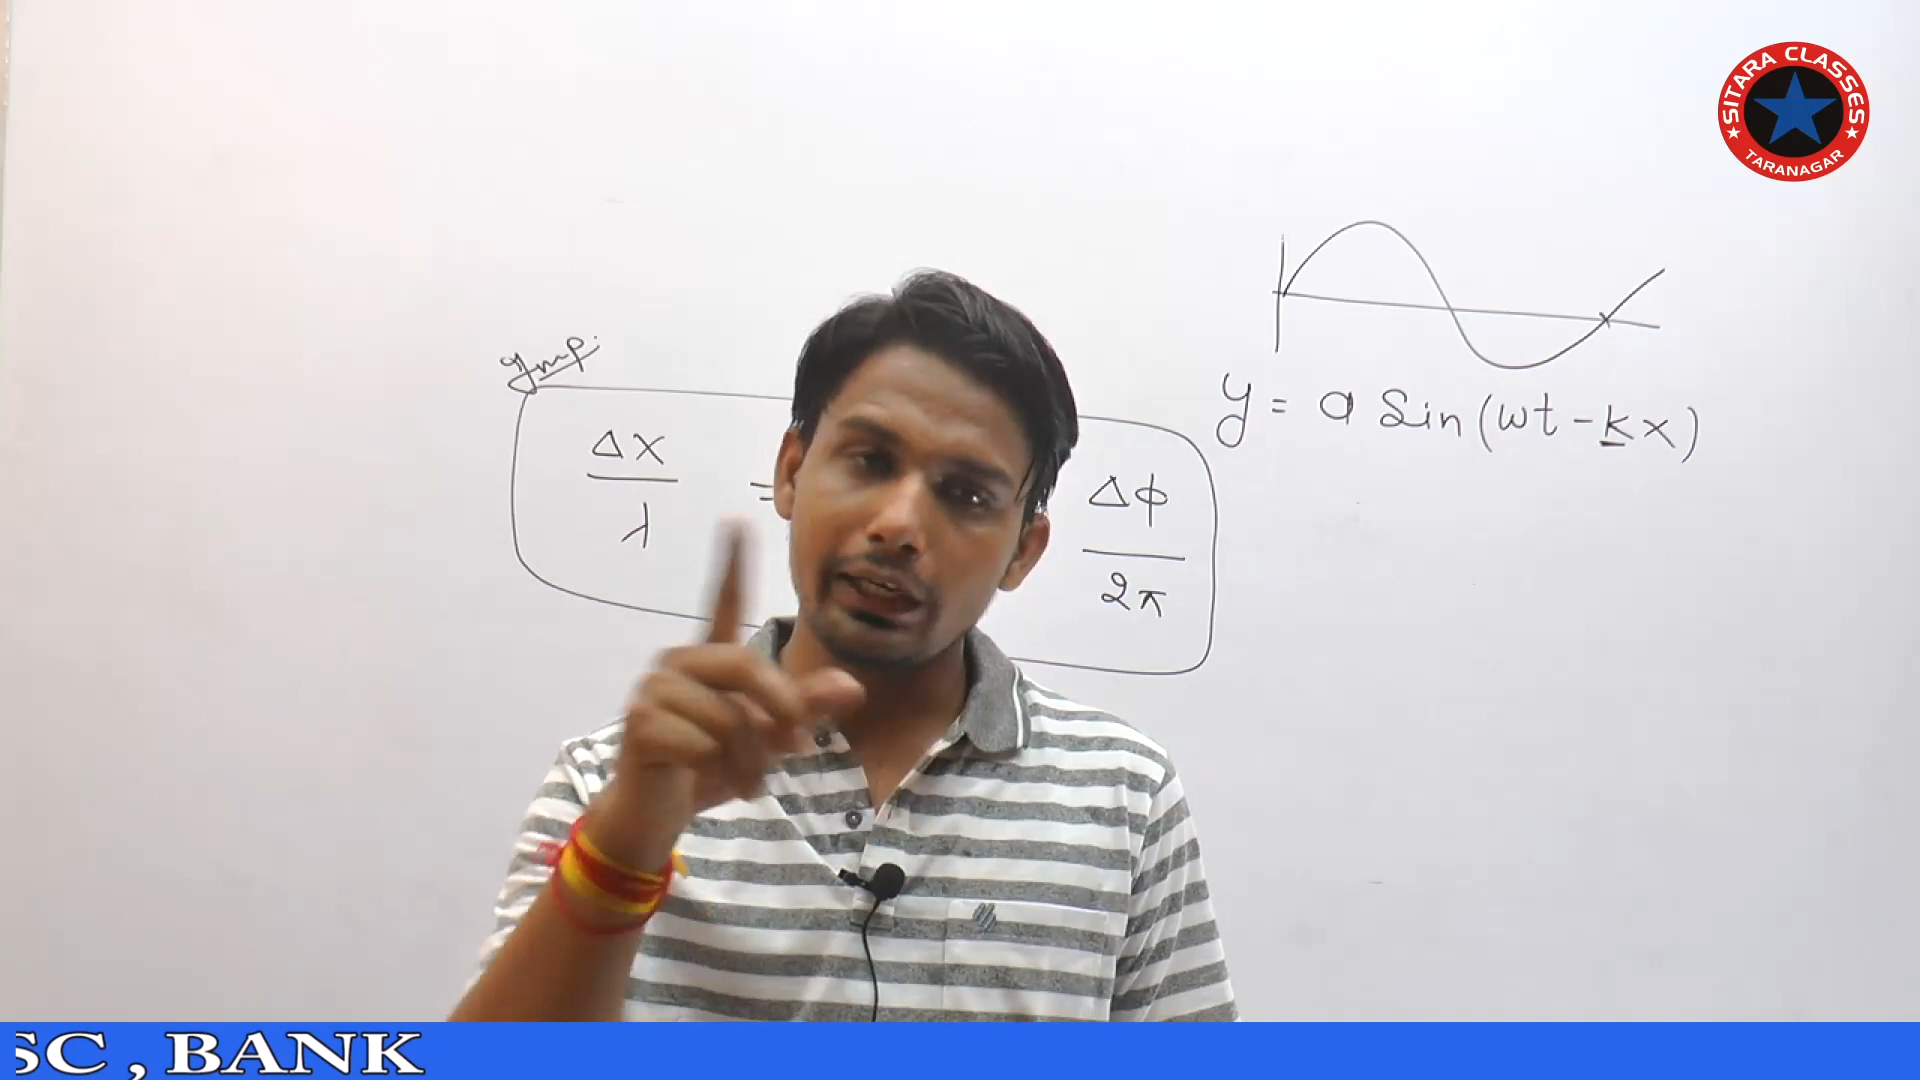 SITARA CLASSES
TARANAGAR
Imp.
Δx/λ = Δϕ/2π
y = a Sin(ωt - kx)
SC , BANK